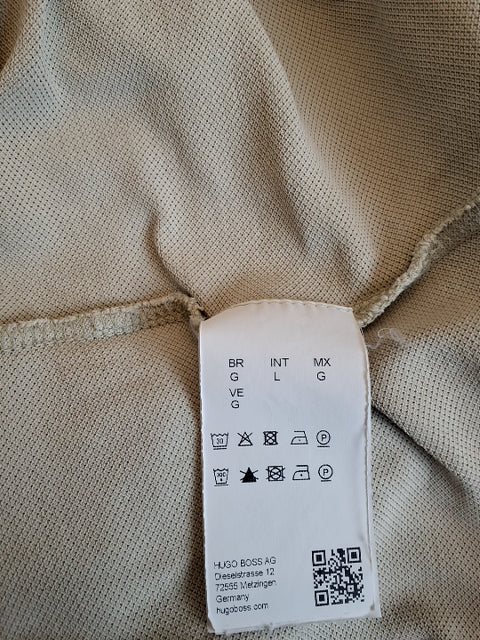 BR INT MX
G L G
VE
G
30 P
P
HUGO BOSS AG
Dieselstrasse 12
72555 Metzingen
Germany
hugoboss.com